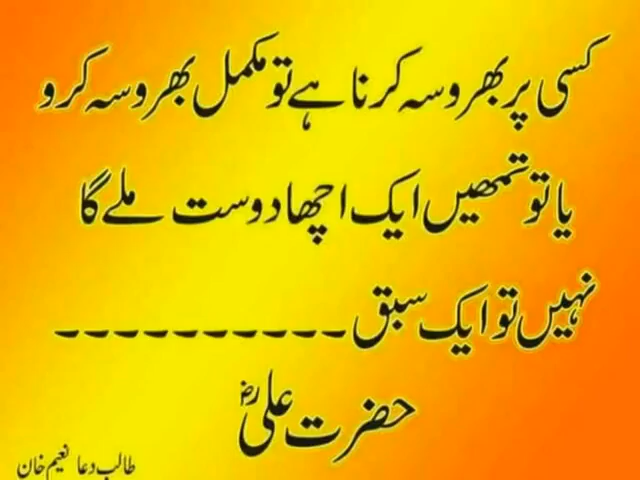 کسی پر بھروسہ کرنا ہے تو مکمل بھروسہ کرو
یا تو تمھیں ایک اچھا دوست ملے گا
نہیں تو ایک سبق ----------
حضرت علیؓ
طالب دعا نعیم خان